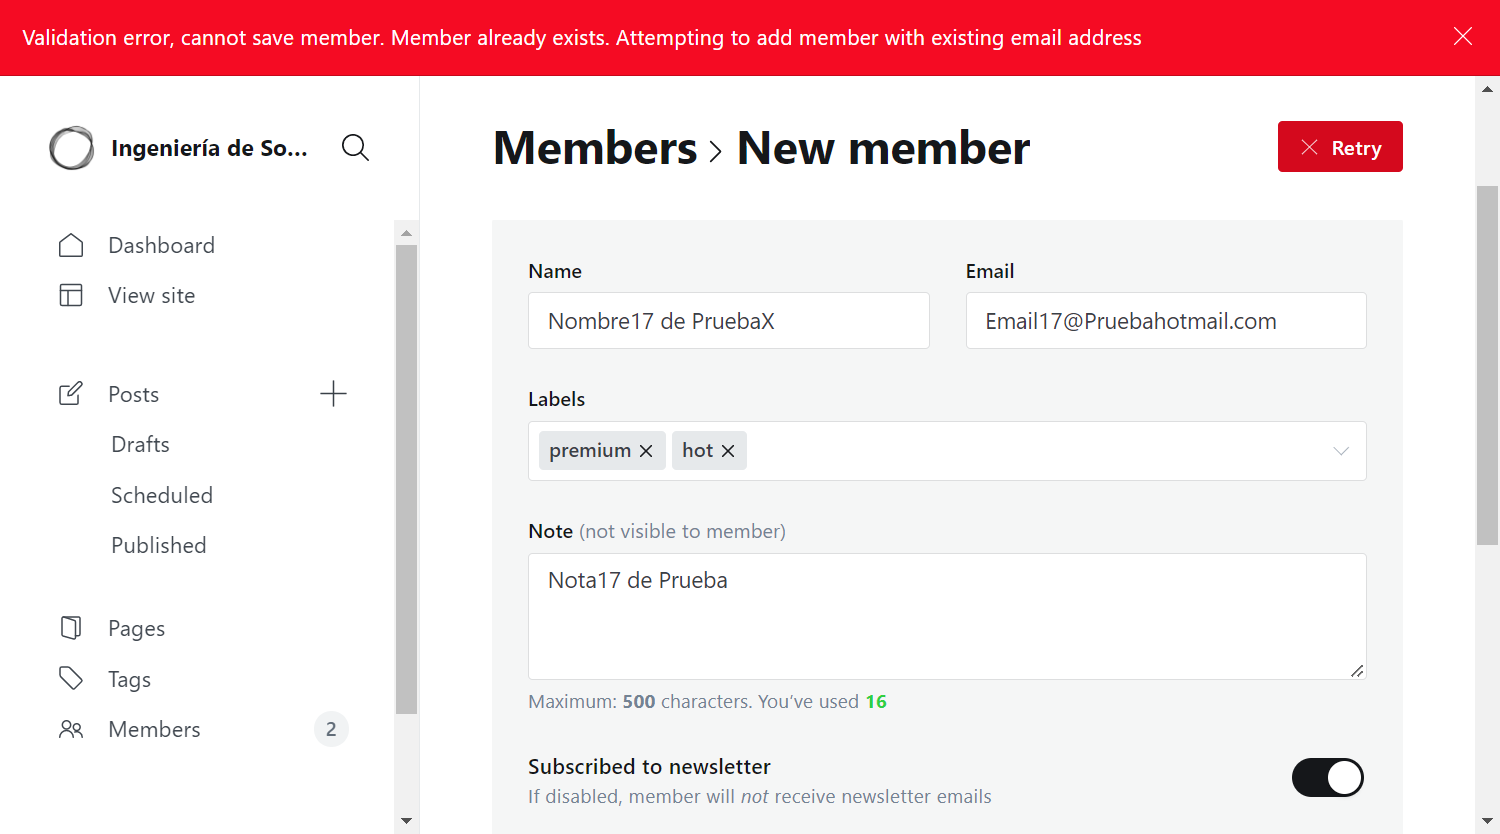 Validation error, cannot save member. Member already exists. Attempting to add member with existing email address
Ingeniería de So...
Dashboard
View site
Posts
Drafts
Scheduled
Published
Pages
Tags
Members 2
Members > New member
Retry
Name
Nombre17 de PruebaX
Email
Email17@Pruebahotmail.com
Labels
premium
hot
Note (not visible to member)
Nota17 de Prueba
Maximum: 500 characters. You’ve used 16
Subscribed to newsletter
If disabled, member will not receive newsletter emails